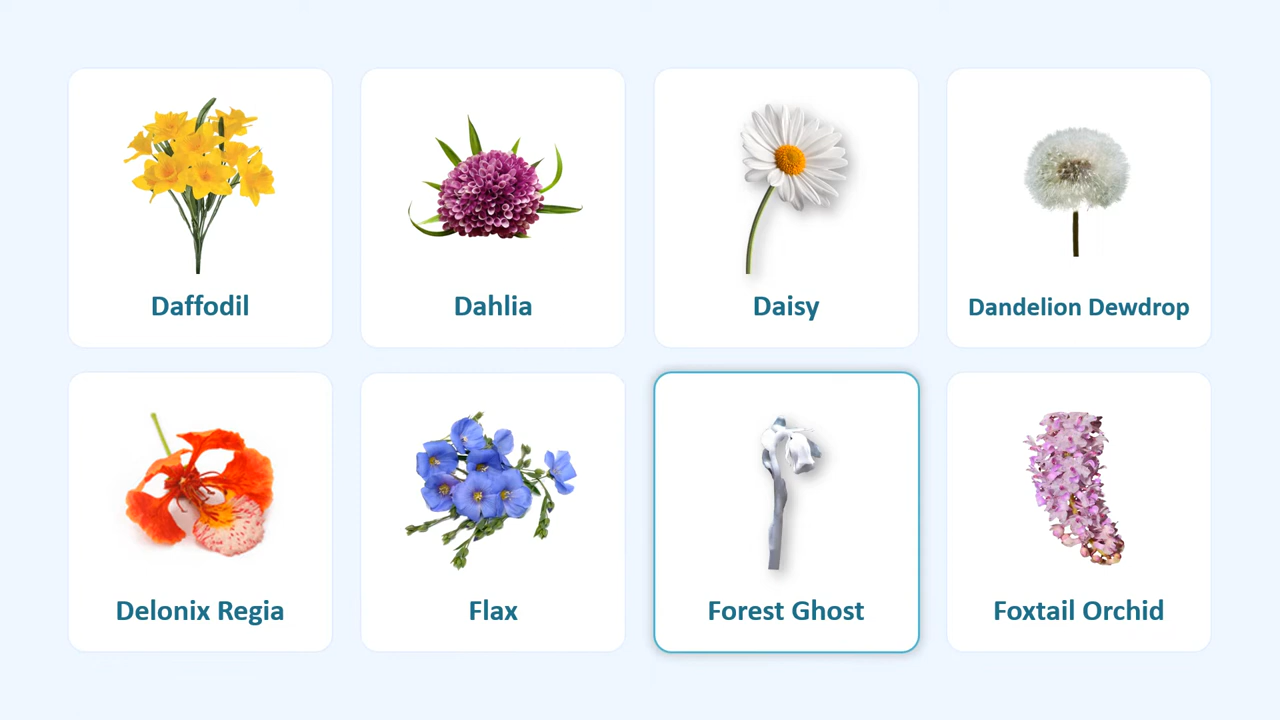 Daffodil
Dahlia
Daisy
Dandelion Dewdrop
Delonix Regia
Flax
Forest Ghost
Foxtail Orchid